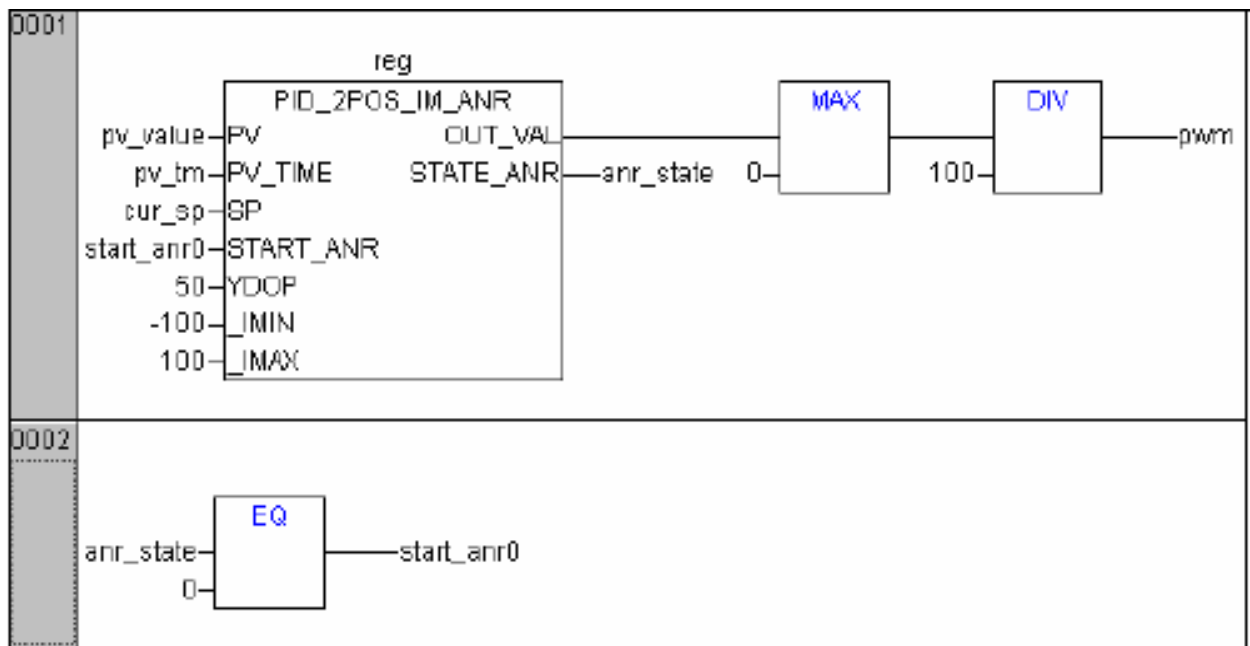 0001
reg
PID_2POS_IM_ANR MAX DIV
pv_value PV OUT_VAL pwm
pv_tm PV_TIME STATE_ANR anr_state 0 100
cur_sp SP
start_anr0 START_ANR
50 YDOP
-100 _IMIN
100 _IMAX
0002
EQ
anr_state start_anr0
0